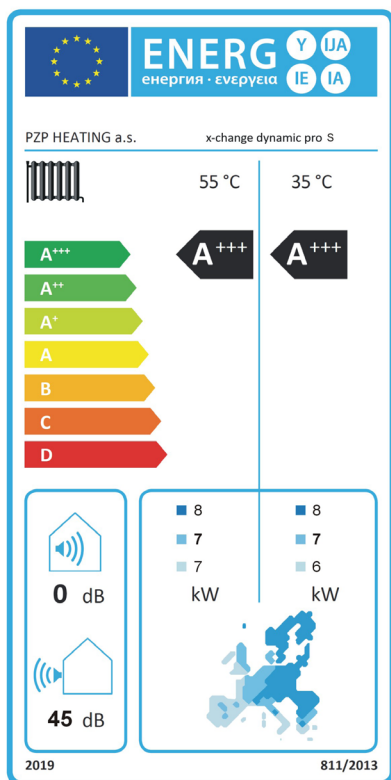 ENERG Y IJA
енергия · ενεργεια IE IA
PZP HEATING a.s. x-change dynamic pro S
55 °C 35 °C
A+++ A+++
A+++
A++
A+
A
B
C
D
0 dB
45 dB
8 8
7 7
7 6
kW kW
2019 811/2013